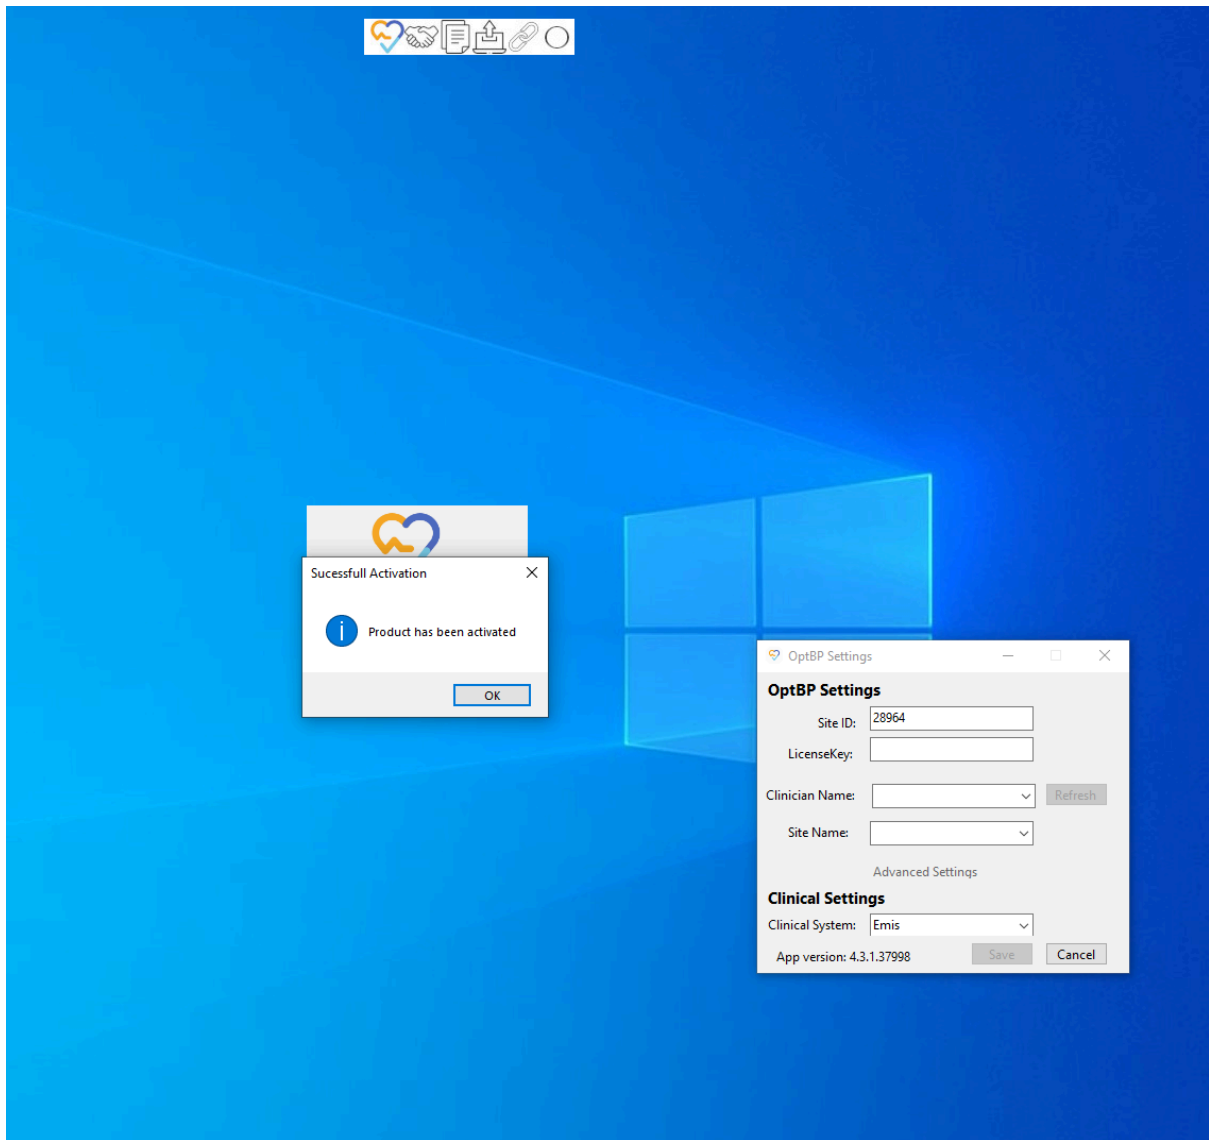 Sucessfull Activation
Product has been activated
OK
OptBP Settings
OptBP Settings
Site ID: 28964
LicenseKey:
Clinician Name: Refresh
Site Name:
Advanced Settings
Clinical Settings
Clinical System: Emis
App version: 4.3.1.37998 Save Cancel